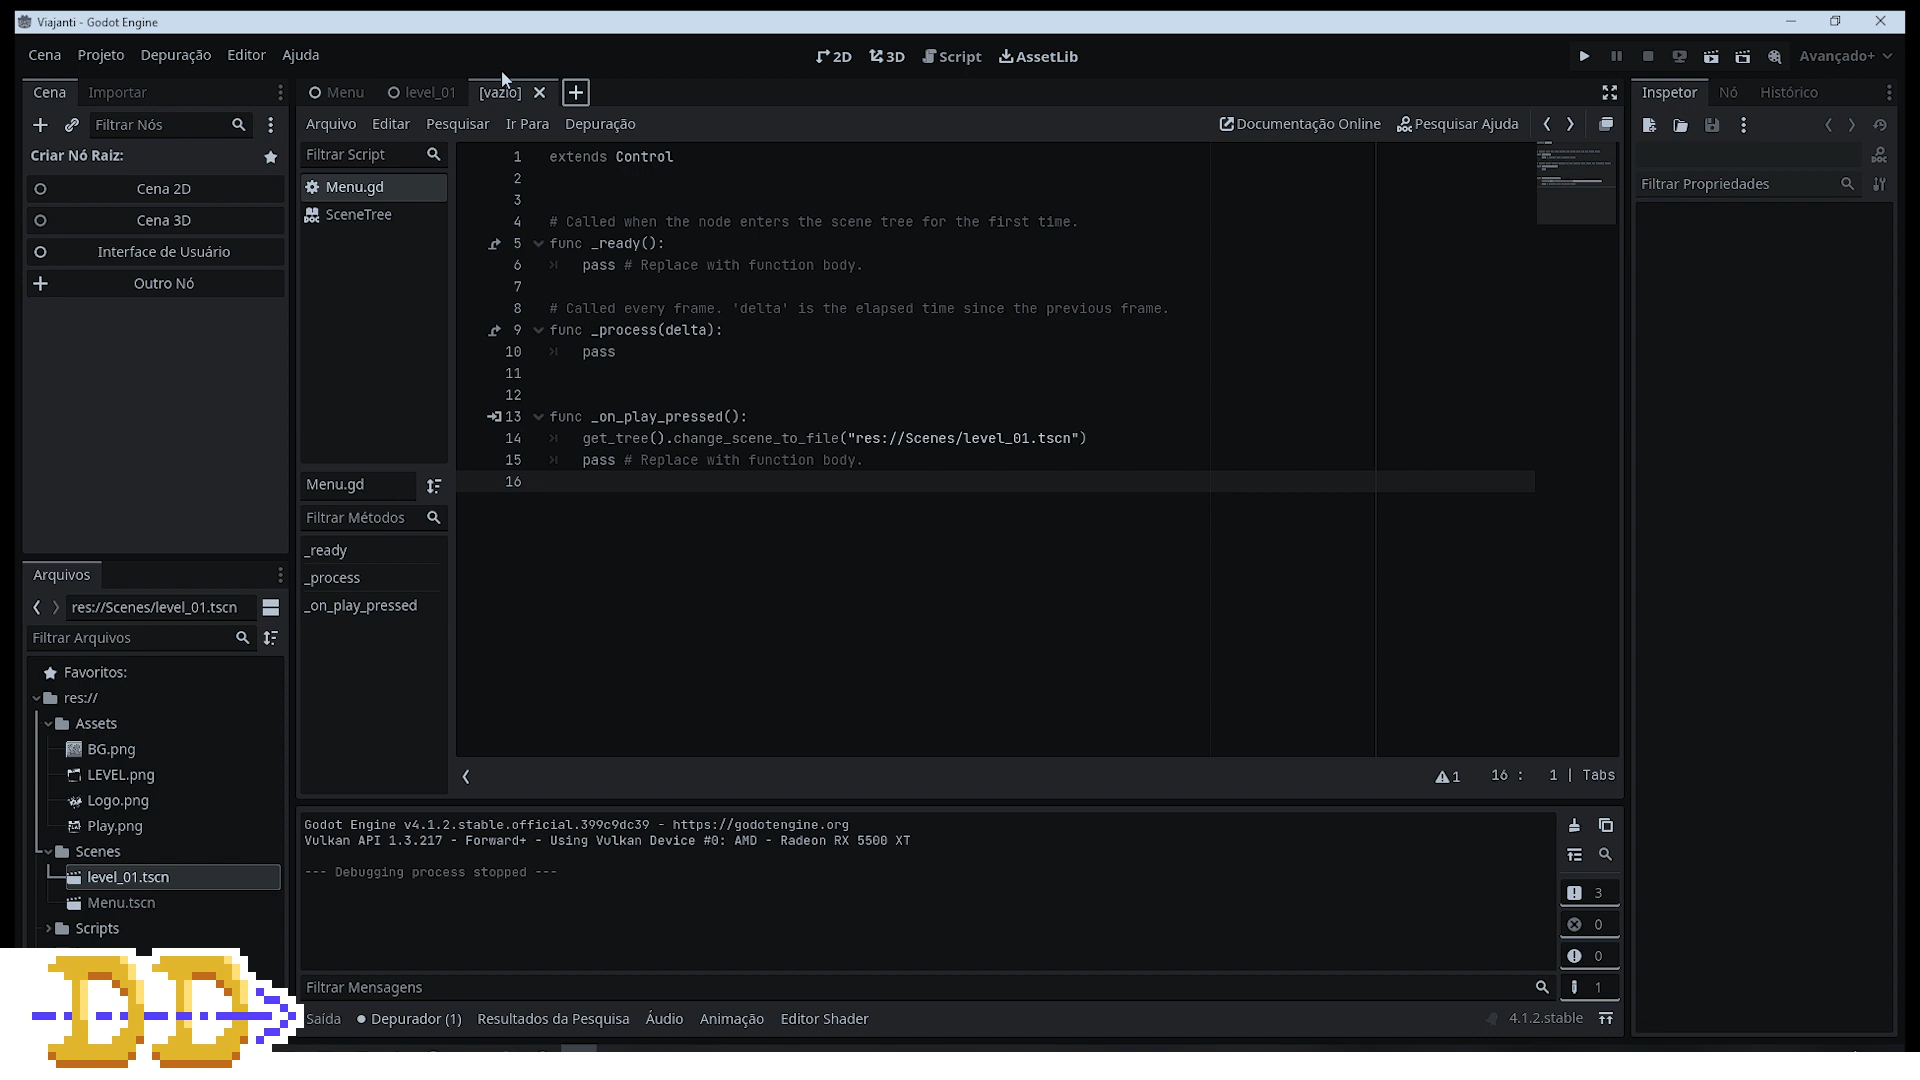 Viajanti - Godot Engine
Cena Projeto Depuração Editor Ajuda
2D 3D Script AssetLib
Avançado+
Cena Importar
Menu level_01 [vazio]
Inspetor Nó Histórico
Filtrar Nós
Arquivo Editar Pesquisar Ir Para Depuração
Documentação Online Pesquisar Ajuda
Criar Nó Raiz:
Cena 2D
Cena 3D
Interface de Usuário
Outro Nó
Filtrar Script
Menu.gd
SceneTree
Filtrar Propriedades
1 extends Control
2
3
4 # Called when the node enters the scene tree for the first time.
5 func _ready():
6 pass # Replace with function body.
7
8 # Called every frame. 'delta' is the elapsed time since the previous frame.
9 func _process(delta):
10 pass
11
12
13 func _on_play_pressed():
14 get_tree().change_scene_to_file("res://Scenes/level_01.tscn")
15 pass # Replace with function body.
16
Menu.gd
Filtrar Métodos
_ready
_process
_on_play_pressed
1 16 : 1 | Tabs
Arquivos
res://Scenes/level_01.tscn
Filtrar Arquivos
Favoritos:
res://
Assets
BG.png
LEVEL.png
Logo.png
Play.png
Scenes
level_01.tscn
Menu.tscn
Scripts
Godot Engine v4.1.2.stable.official.399c9dc39 - https://godotengine.org
Vulkan API 1.3.217 - Forward+ - Using Vulkan Device #0: AMD - Radeon RX 5500 XT
--- Debugging process stopped ---
3
0
0
1
Filtrar Mensagens
Saída Depurador (1) Resultados da Pesquisa Áudio Animação Editor Shader
4.1.2.stable
DD